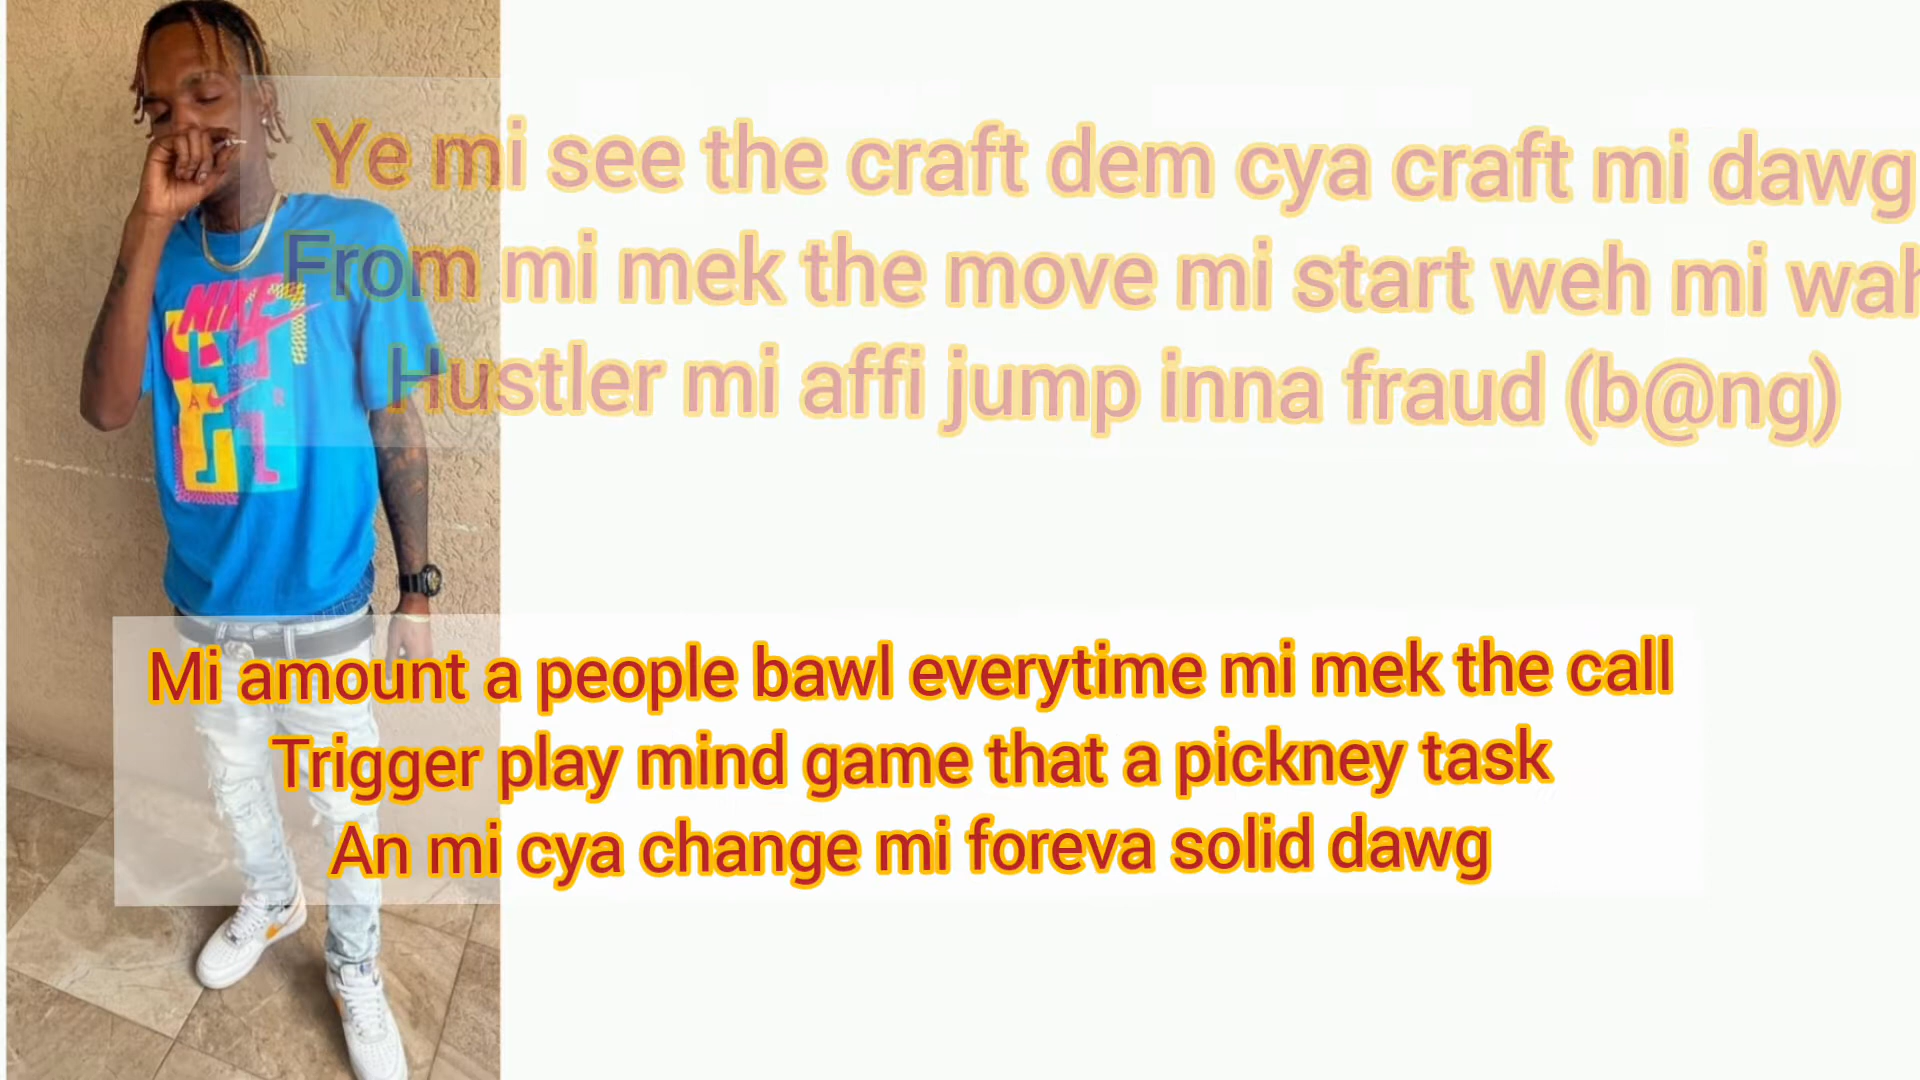 Ye mi see the craft dem cya craft mi dawg
From mi mek the move mi start weh mi wah
Hustler mi affi jump inna fraud (b@ng)
NIKE
Mi amount a people bawl everytime mi mek the call
Trigger play mind game that a pickney task
An mi cya change mi foreva solid dawg